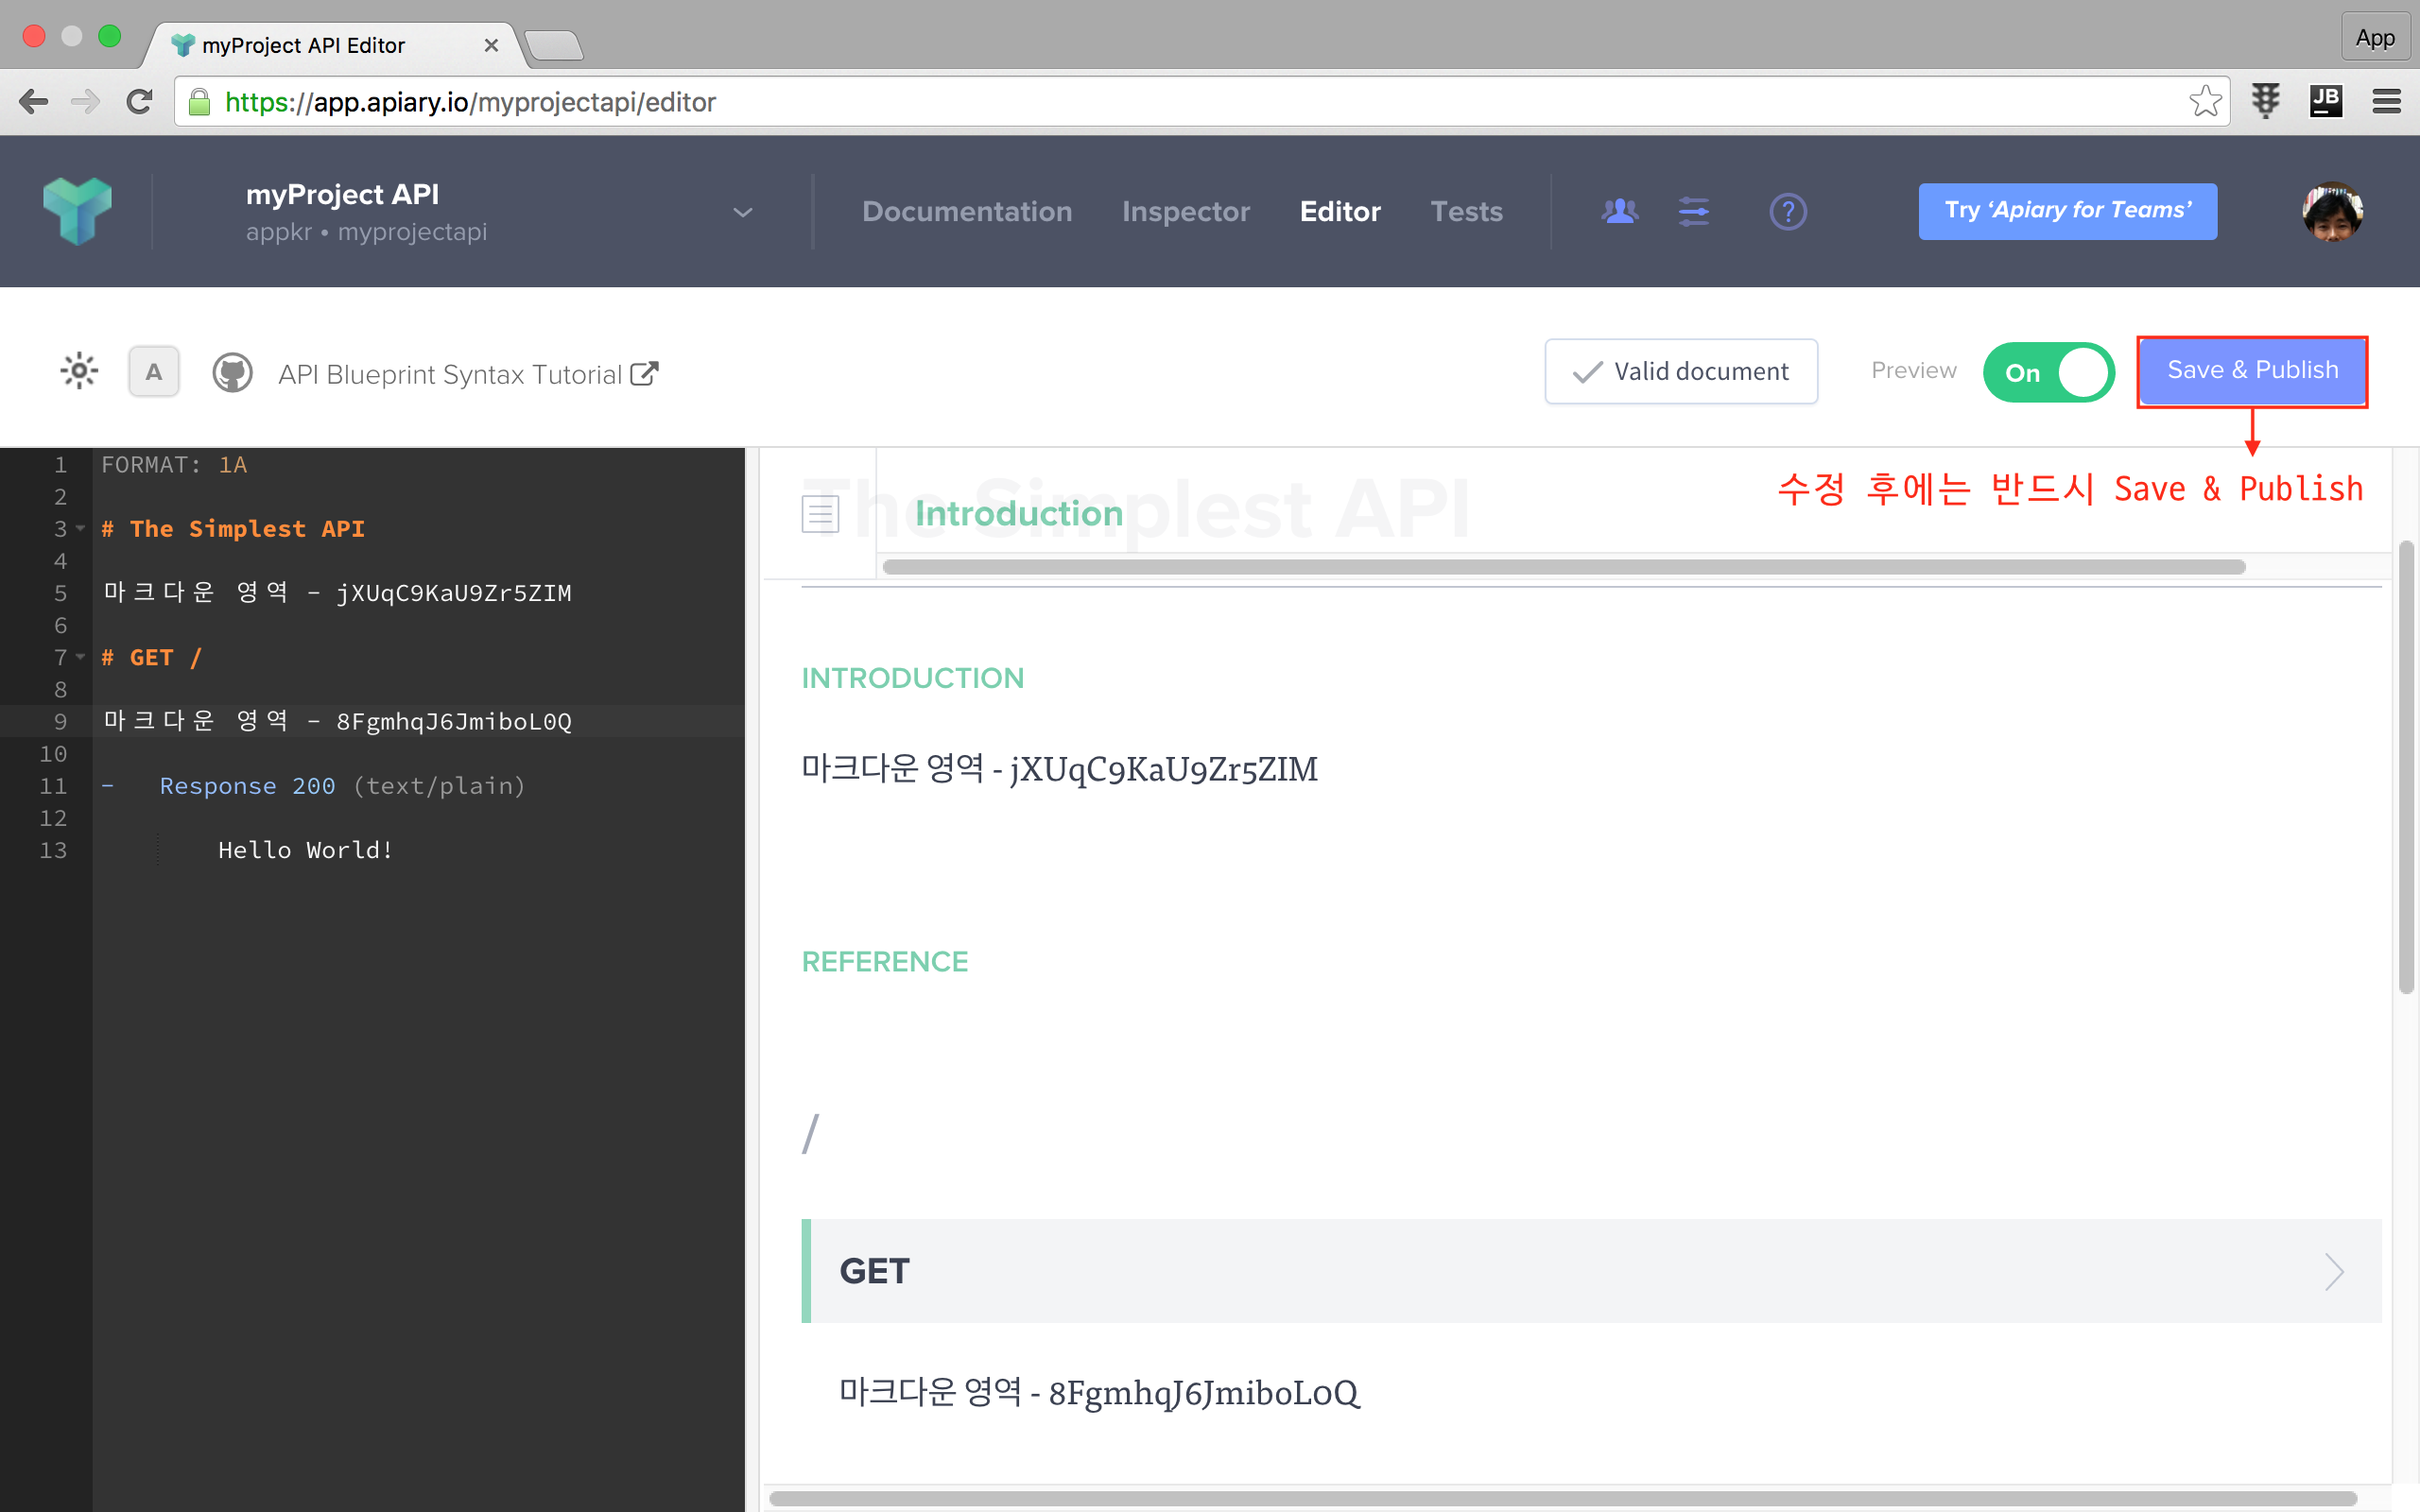 myProject API Editor
App
https://app.apiary.io/myprojectapi/editor
JB
myProject API
appkr • myprojectapi
Documentation
Inspector
Editor
Tests
?
Try ‘Apiary for Teams’
A
API Blueprint Syntax Tutorial
Valid document
Preview
On
Save & Publish
수정 후에는 반드시 Save & Publish
1 FORMAT: 1A
2
3 # The Simplest API
4
5 마크다운 영역 - jXUqC9KaU9Zr5ZIM
6
7 # GET /
8
9 마크다운 영역 - 8FgmhqJ6JmiboL0Q
10
11 - Response 200 (text/plain)
12
13 Hello World!
The Simplest API
Introduction
INTRODUCTION
마크다운 영역 - jXUqC9KaU9Zr5ZIM
REFERENCE
/
GET
마크다운 영역 - 8FgmhqJ6JmiboL0Q